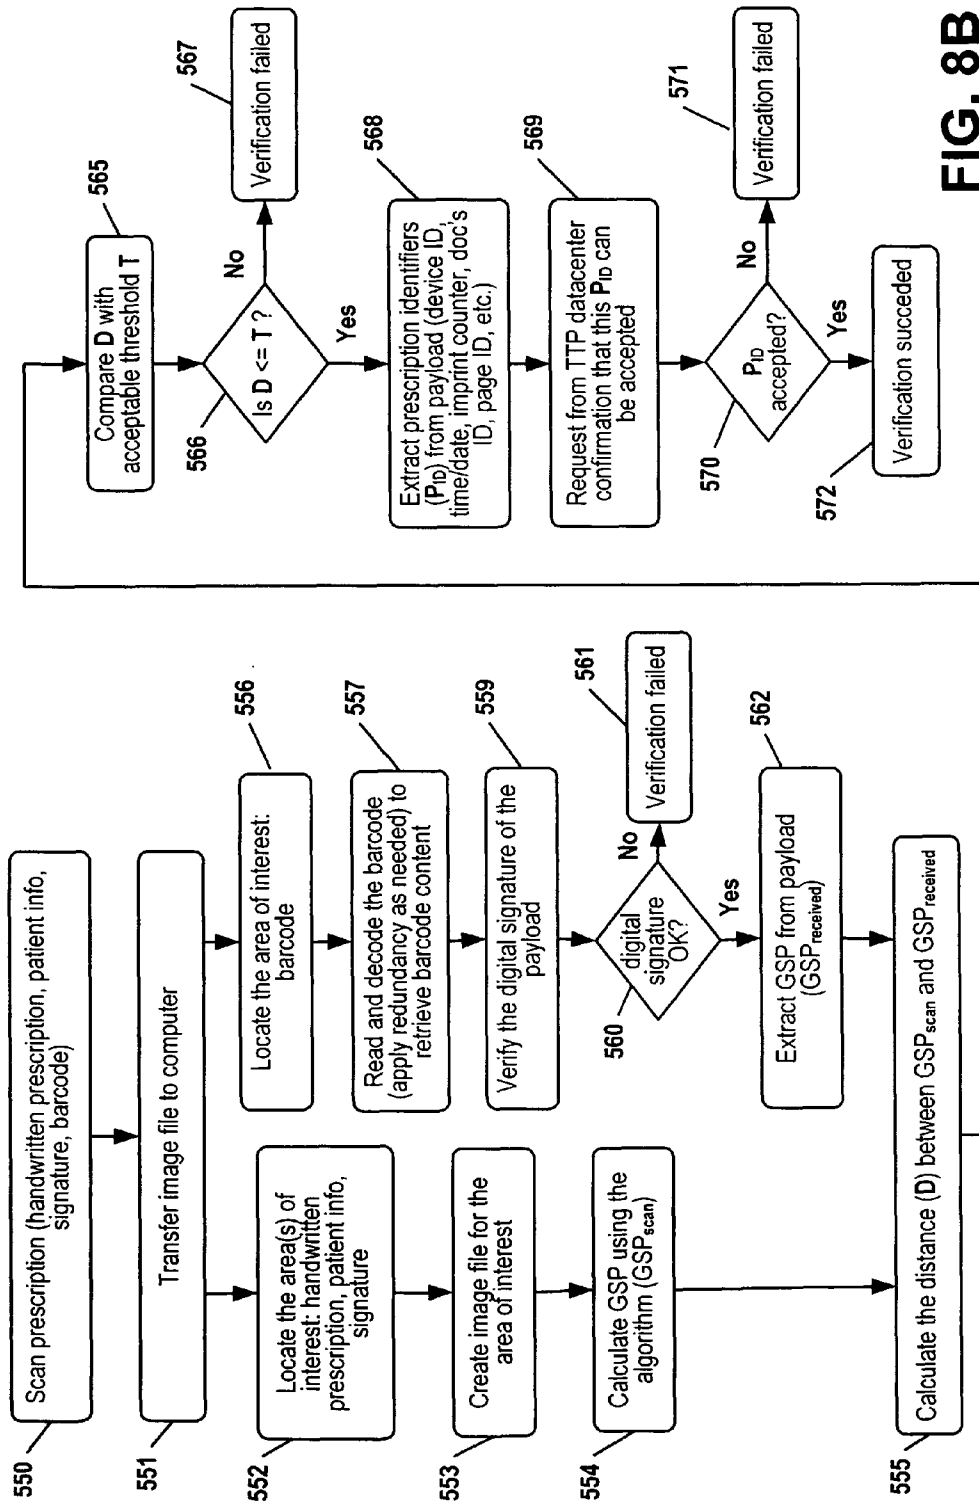 550
Scan prescription (handwritten prescription, patient info,
signature, barcode)
551
Transfer image file to computer
552
Locate the area(s) of
interest: handwritten
prescription, patient info,
signature
553
Create image file for the
area of interest
554
Calculate GSP using the
algorithm (GSPscan)
556
Locate the area of interest:
barcode
557
Read and decode the barcode
(apply redundancy as needed) to
retrieve barcode content
559
Verify the digital signature of the
payload
560
digital
signature
OK?
No
561
Verification failed
Yes
562
Extract GSP from payload
(GSPreceived)
555
Calculate the distance (D) between GSPscan and GSPreceived
565
Compare D with
acceptable threshold T
566
Is D <= T ?
No
567
Verification failed
Yes
568
Extract prescription identifiers
(PID) from payload (device ID,
time/date, imprint counter, doc's
ID, page ID, etc.)
569
Request from TTP datacenter
confirmation that this PID can
be accepted
570
PID
accepted?
No
571
Verification failed
Yes
572
Verification succeded
FIG. 8B